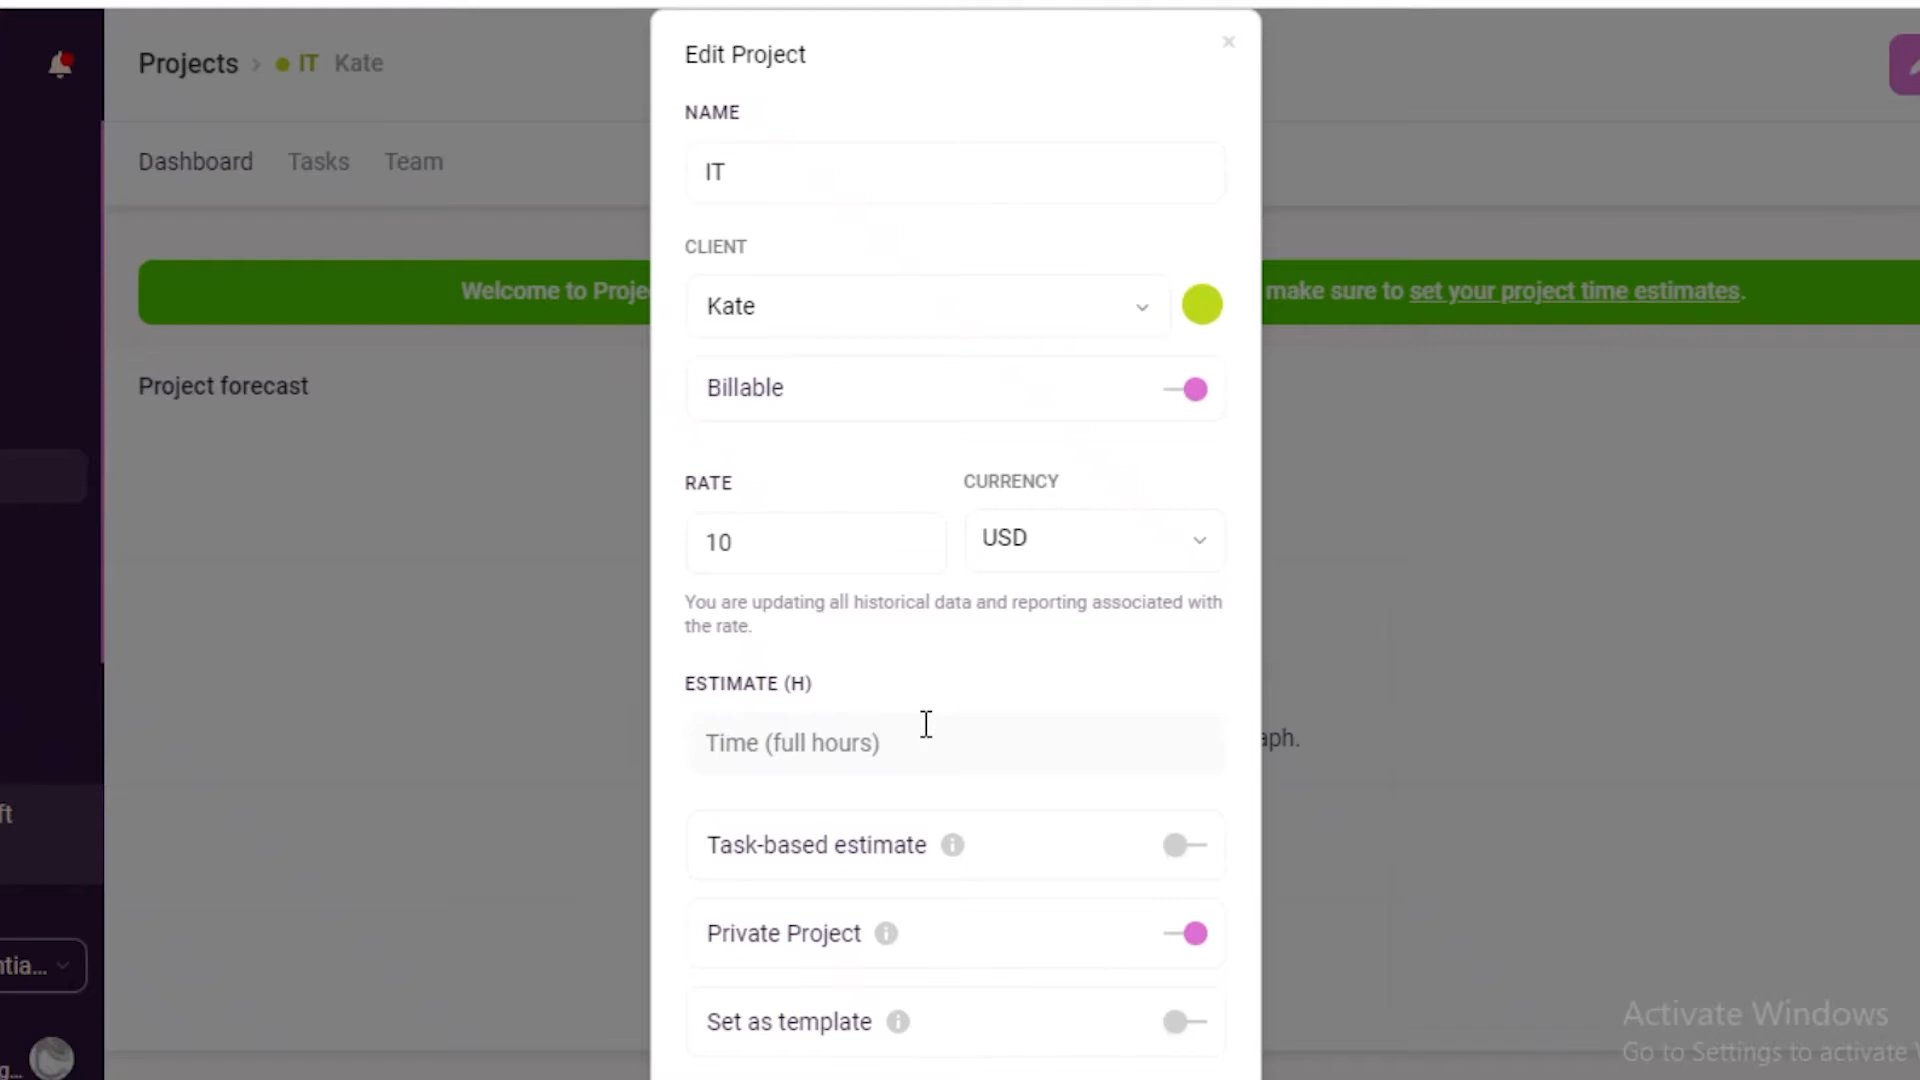 Edit Project
Projects › IT Kate
NAME
Dashboard Tasks Team
IT
CLIENT
Welcome to make sure to set your project time estimates.
Kate
Project forecast
Billable
RATE
CURRENCY
10
USD
You are updating all historical data and reporting associated with
the rate.
ESTIMATE (H)
Time (full hours)
Task-based estimate
Private Project
Set as template
Activate Windows
Go to Settings to activate